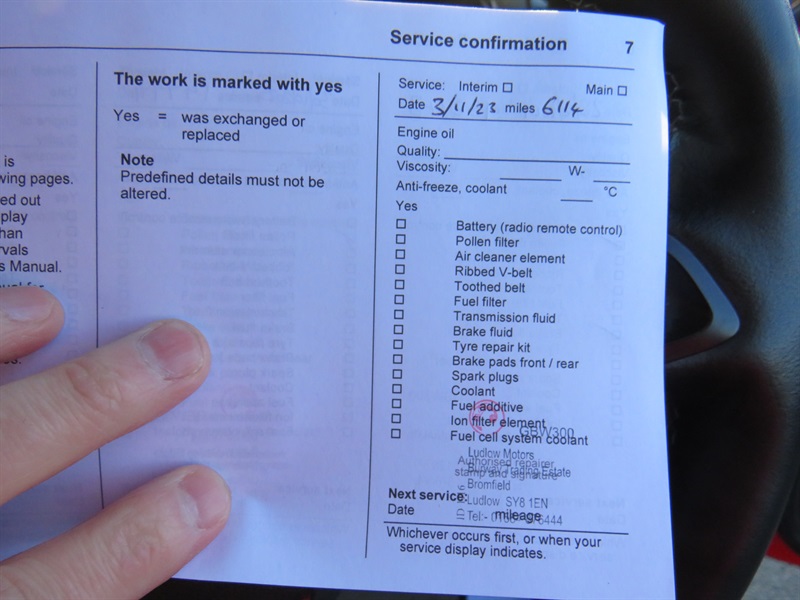 Service confirmation 7
is
wing pages.
ed out
play
han
rvals
s Manual.
The work is marked with yes
Yes = was exchanged or
replaced
Note
Predefined details must not be
altered.
Service: Interim ☐ Main ☐
Date 3/11/23 miles 6114
Engine oil
Quality:
Viscosity: W-
Anti-freeze, coolant °C
Yes
☐ Battery (radio remote control)
☐ Pollen filter
☐ Air cleaner element
☐ Ribbed V-belt
☐ Toothed belt
☐ Fuel filter
☐ Transmission fluid
☐ Brake fluid
☐ Tyre repair kit
☐ Brake pads front / rear
☐ Spark plugs
☐ Coolant
☐ Fuel additive
☐ Ion filter element
☐ Fuel cell system coolant
GBW300
Ludlow Motors
Authorised repairer
Trading Estate
stamp and signature
Bromfield
Next service:
Ludlow SY8 1EN
Date mileage
Tel:-
Whichever occurs first, or when your
service display indicates.